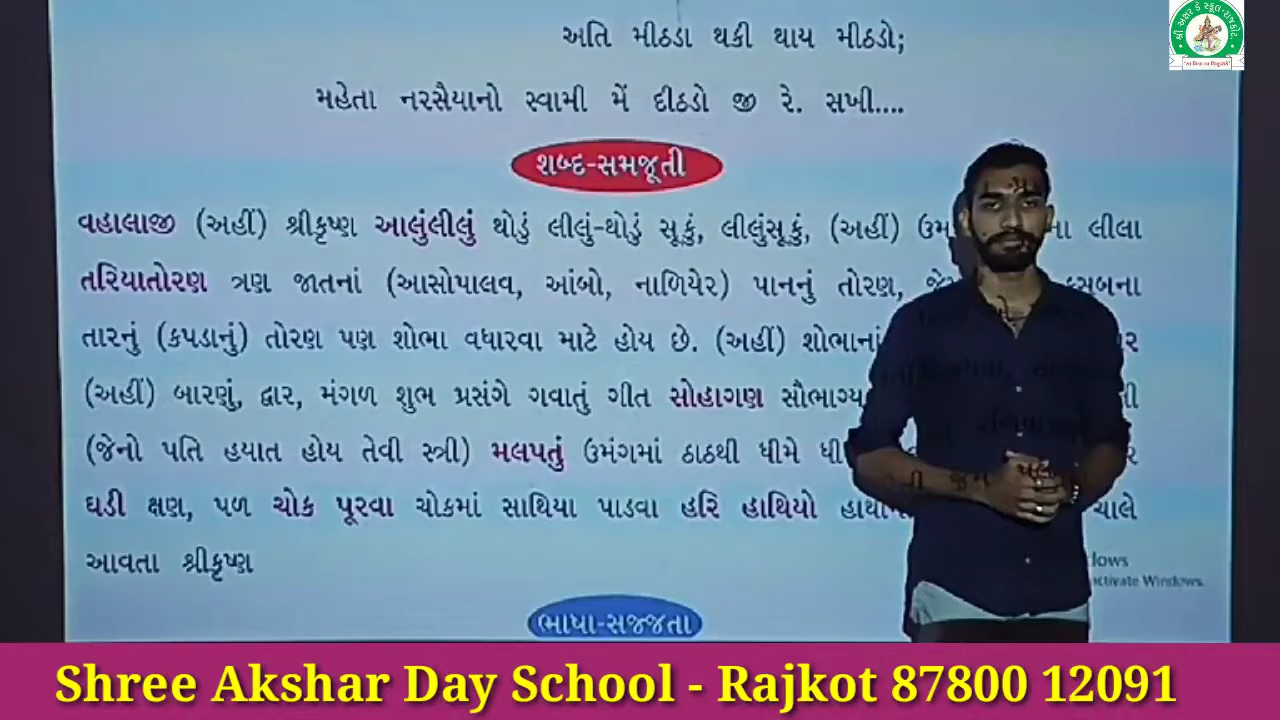 અતિ મીઠડા થકી થાય મીઠડો;
મહેતા નરસૈયાનો સ્વામી મેં દીઠડો જી રે. સખી....
શબ્દ-સમજૂતી
વહાલાજી (અહીં) શ્રીકૃષ્ણ આલુંલીલું થોડું લીલું-થોડું સૂકું, લીલુંસૂકું, (અહીં) લીલા
તરિયાતોરણ ત્રણ જાતનાં (આસોપાલવ, આંબો, નાળિયેર) પાનનું તોરણ, કસબના
તારનું (કપડાનું) તોરણ પણ શોભા વધારવા માટે હોય છે. (અહીં) શોભાનાં
(અહીં) બારણું, દ્વાર, મંગળ શુભ પ્રસંગે ગવાતું ગીત સોહાગણ સૌભાગ્ય
(જેનો પતિ હયાત હોય તેવી સ્ત્રી) મલપતું ઉમંગમાં ઠાઠથી ધીમે
ઘડી ક્ષણ, પળ ચોક પૂરવા ચોકમાં સાથિયા પાડવા હરિ હાથિયો ચાલે
આવતા શ્રીકૃષ્ણ
ભાષા-સજ્જતા
activate Windows.
Shree Akshar Day School - Rajkot 87800 12091